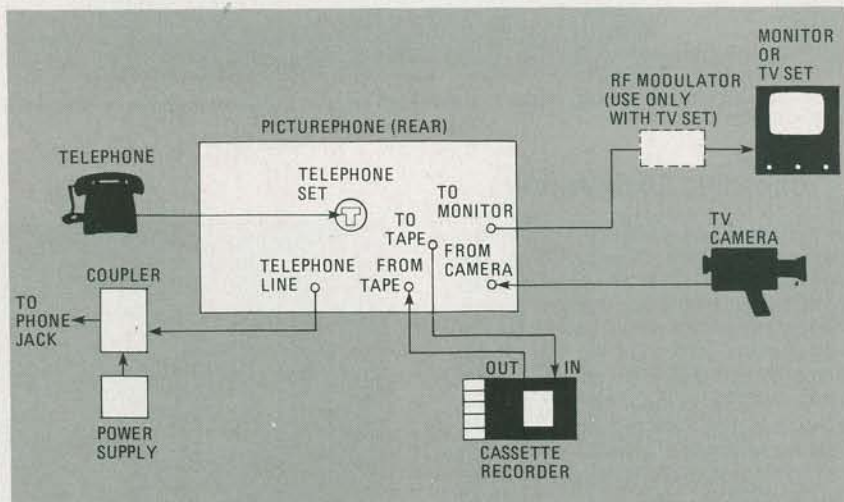 MONITOR
OR
TV SET
RF MODULATOR
(USE ONLY
WITH TV SET)
PICTUREPHONE (REAR)
TELEPHONE
TELEPHONE
SET
TO
MONITOR
TO
TAPE
TV
CAMERA
FROM
CAMERA
COUPLER
TELEPHONE
LINE
FROM
TAPE
TO
PHONE
JACK
OUT
IN
POWER
SUPPLY
CASSETTE
RECORDER